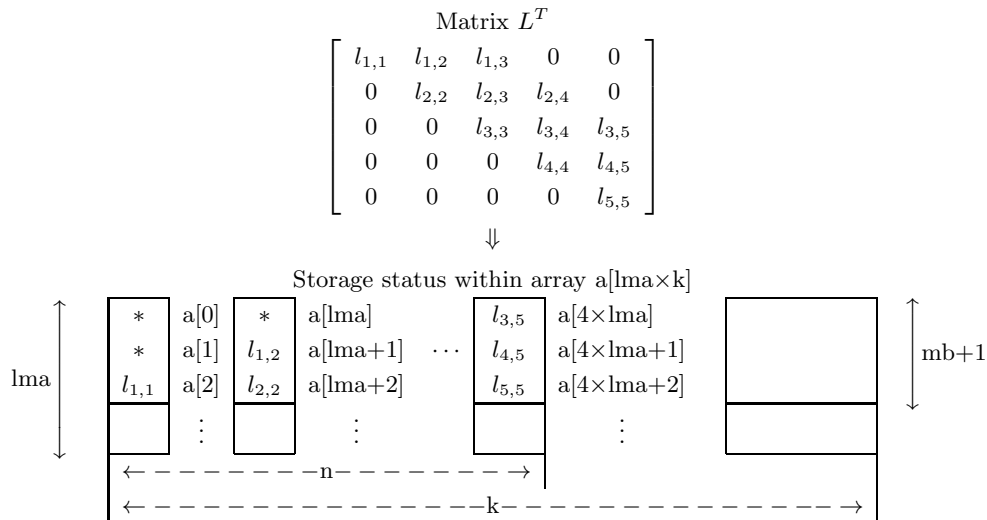 Matrix L^T
l_{1,1} l_{1,2} l_{1,3} 0 0
0 l_{2,2} l_{2,3} l_{2,4} 0
0 0 l_{3,3} l_{3,4} l_{3,5}
0 0 0 l_{4,4} l_{4,5}
0 0 0 0 l_{5,5}
⇓
Storage status within array a[lma×k]
* a[0] * a[lma] l_{3,5} a[4×lma]
* a[1] l_{1,2} a[lma+1] ⋯ l_{4,5} a[4×lma+1] mb+1
lma l_{1,1} a[2] l_{2,2} a[lma+2] l_{5,5} a[4×lma+2]
⋮ ⋮ ⋮
n
k